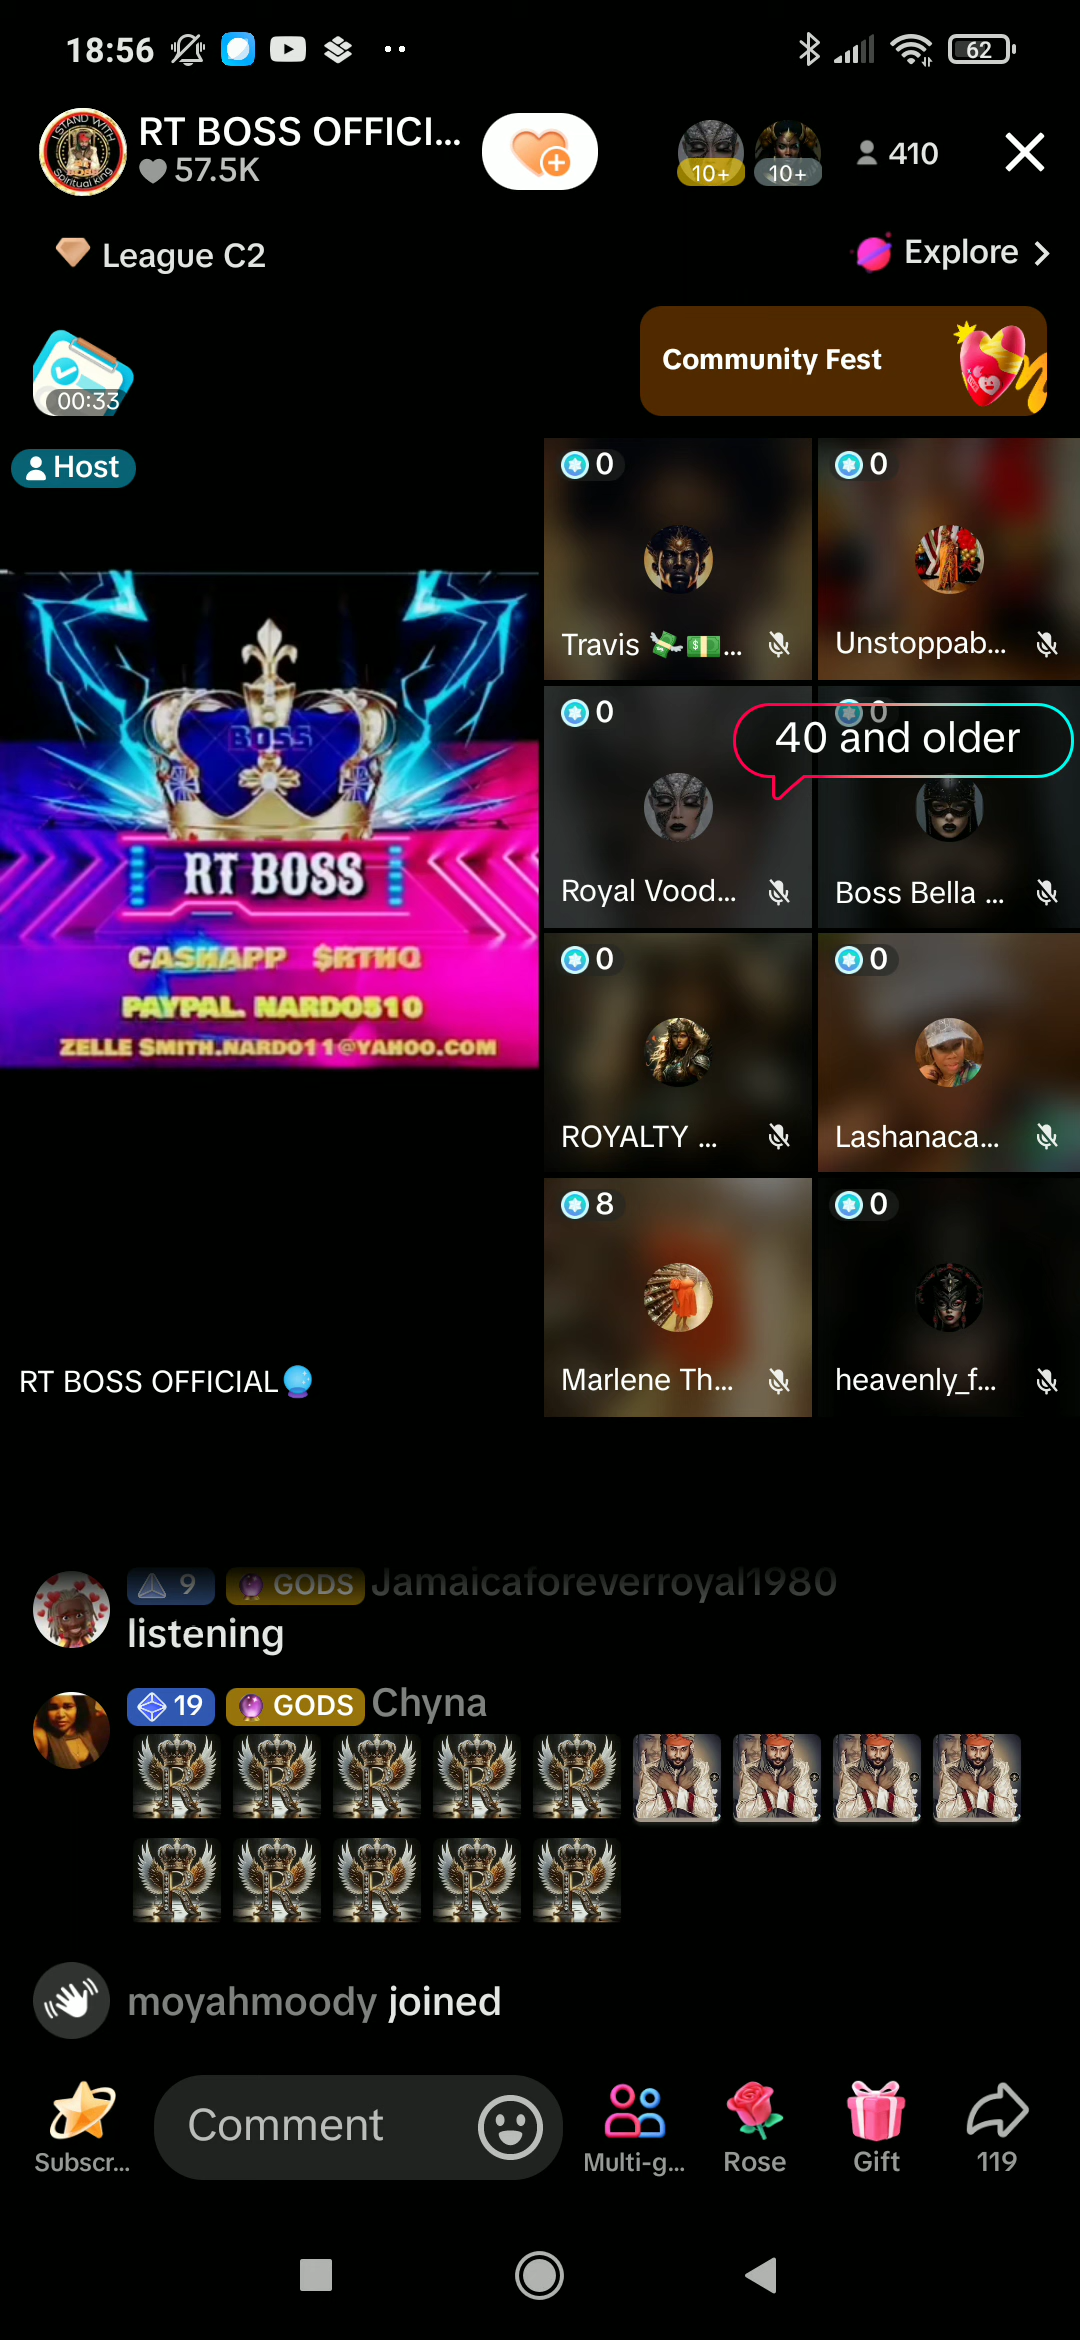 18:56
62
RT BOSS OFFICI...
57.5K
10+
10+
410
League C2
Explore
00:33
Community Fest
Host
0
0
Travis 💸💵...
Unstoppab...
0
0
40 and older
Royal Vood...
Boss Bella ...
BOSS
RT BOSS
CASHAPP $RTHQ
PAYPAL. NARDO510
ZELLE SMITH.NARDO11@YAHOO.COM
0
0
ROYALTY ...
Lashanaca...
8
0
Marlene Th...
heavenly_f...
RT BOSS OFFICIAL🔮
9 GODS Jamaicaforeverroyal1980
listening
19 GODS Chyna
moyahmoody joined
Subscr...
Comment
Multi-g...
Rose
Gift
119